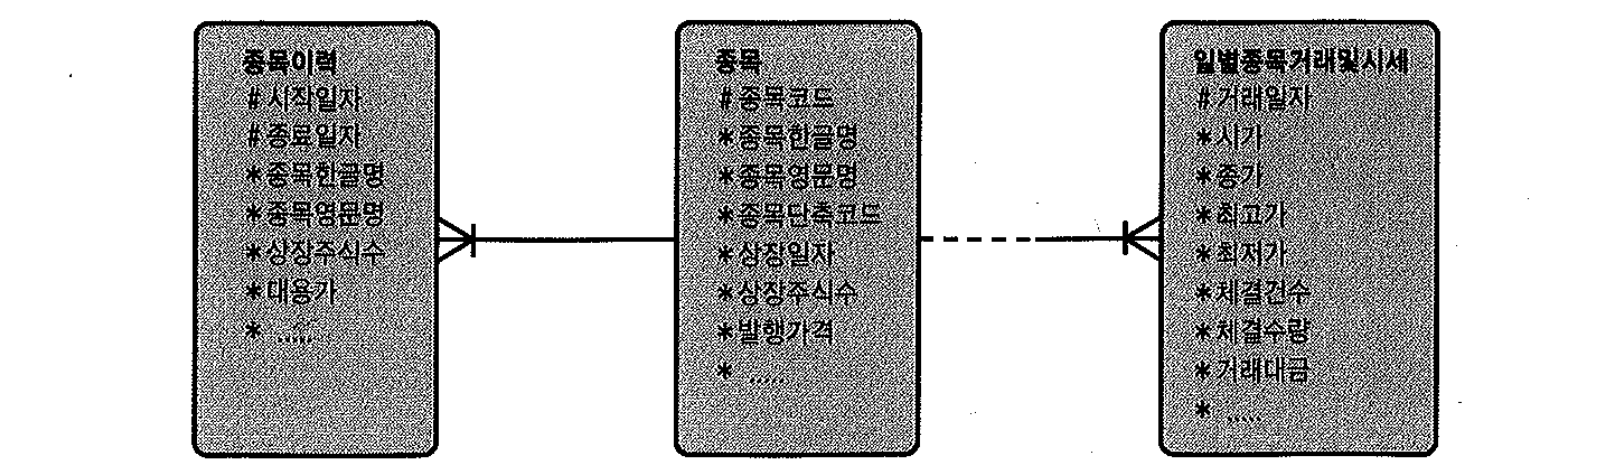 종목이력
#시작일자
#종료일자
*종목한글명
*종목영문명
*상장주식수
*대용가
* .....
종목
#종목코드
*종목한글명
*종목영문명
*종목단축코드
*상장일자
*상장주식수
*발행가격
* .....
일별종목거래및시세
#거래일자
*시가
*종가
*최고가
*최저가
*체결건수
*체결수량
*거래대금
* .....